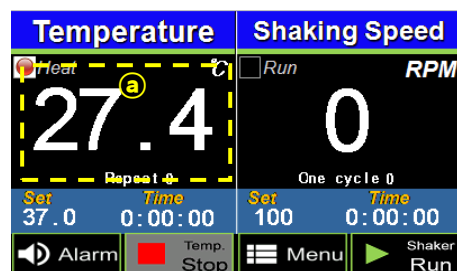 Temperature Shaking Speed
Heat ℃ Run RPM
ⓐ
27.4 0
Repeat 0 One cycle 0
Set Time Set Time
37.0 0:00:00 100 0:00:00
Alarm Temp. Stop Menu Shaker Run